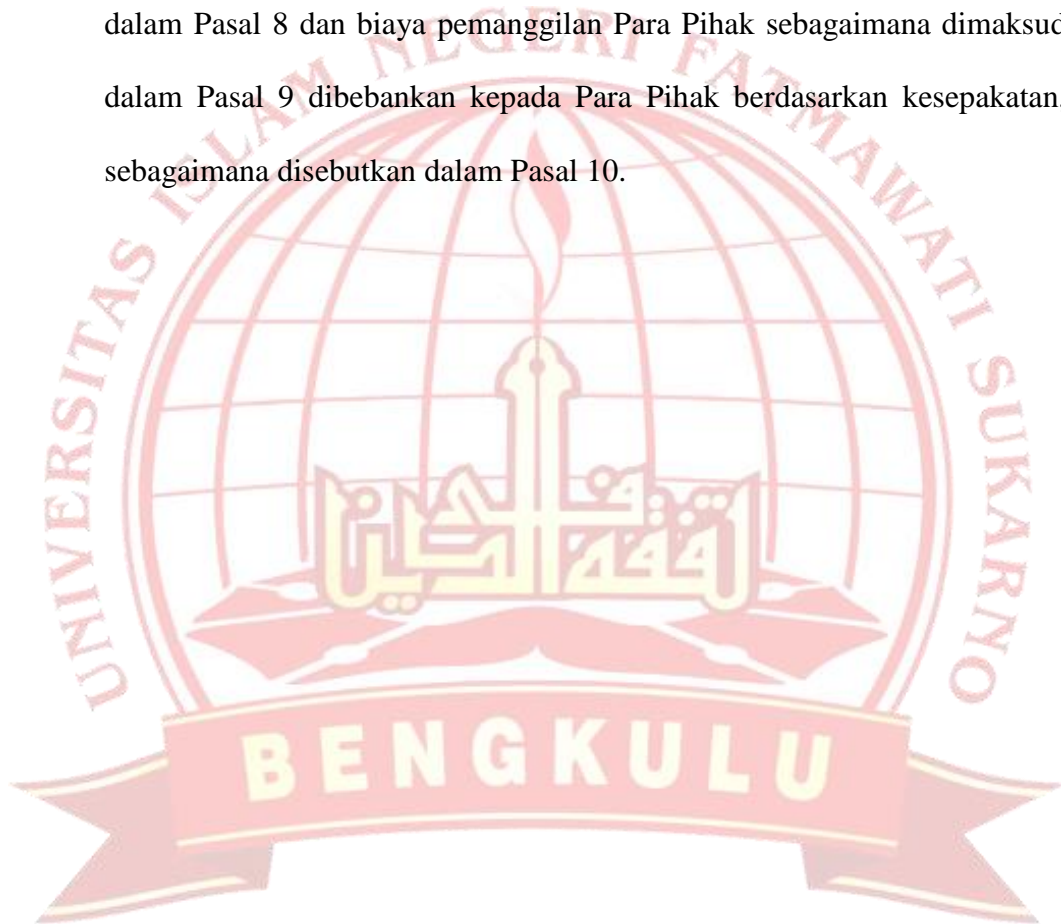 dalam Pasal 8 dan biaya pemanggilan Para Pihak sebagaimana dimaksud
dalam Pasal 9 dibebankan kepada Para Pihak berdasarkan kesepakatan.
sebagaimana disebutkan dalam Pasal 10.
UNIVERSITAS ISLAM NEGERI FATMAWATI SUKARNO
BENGKULU